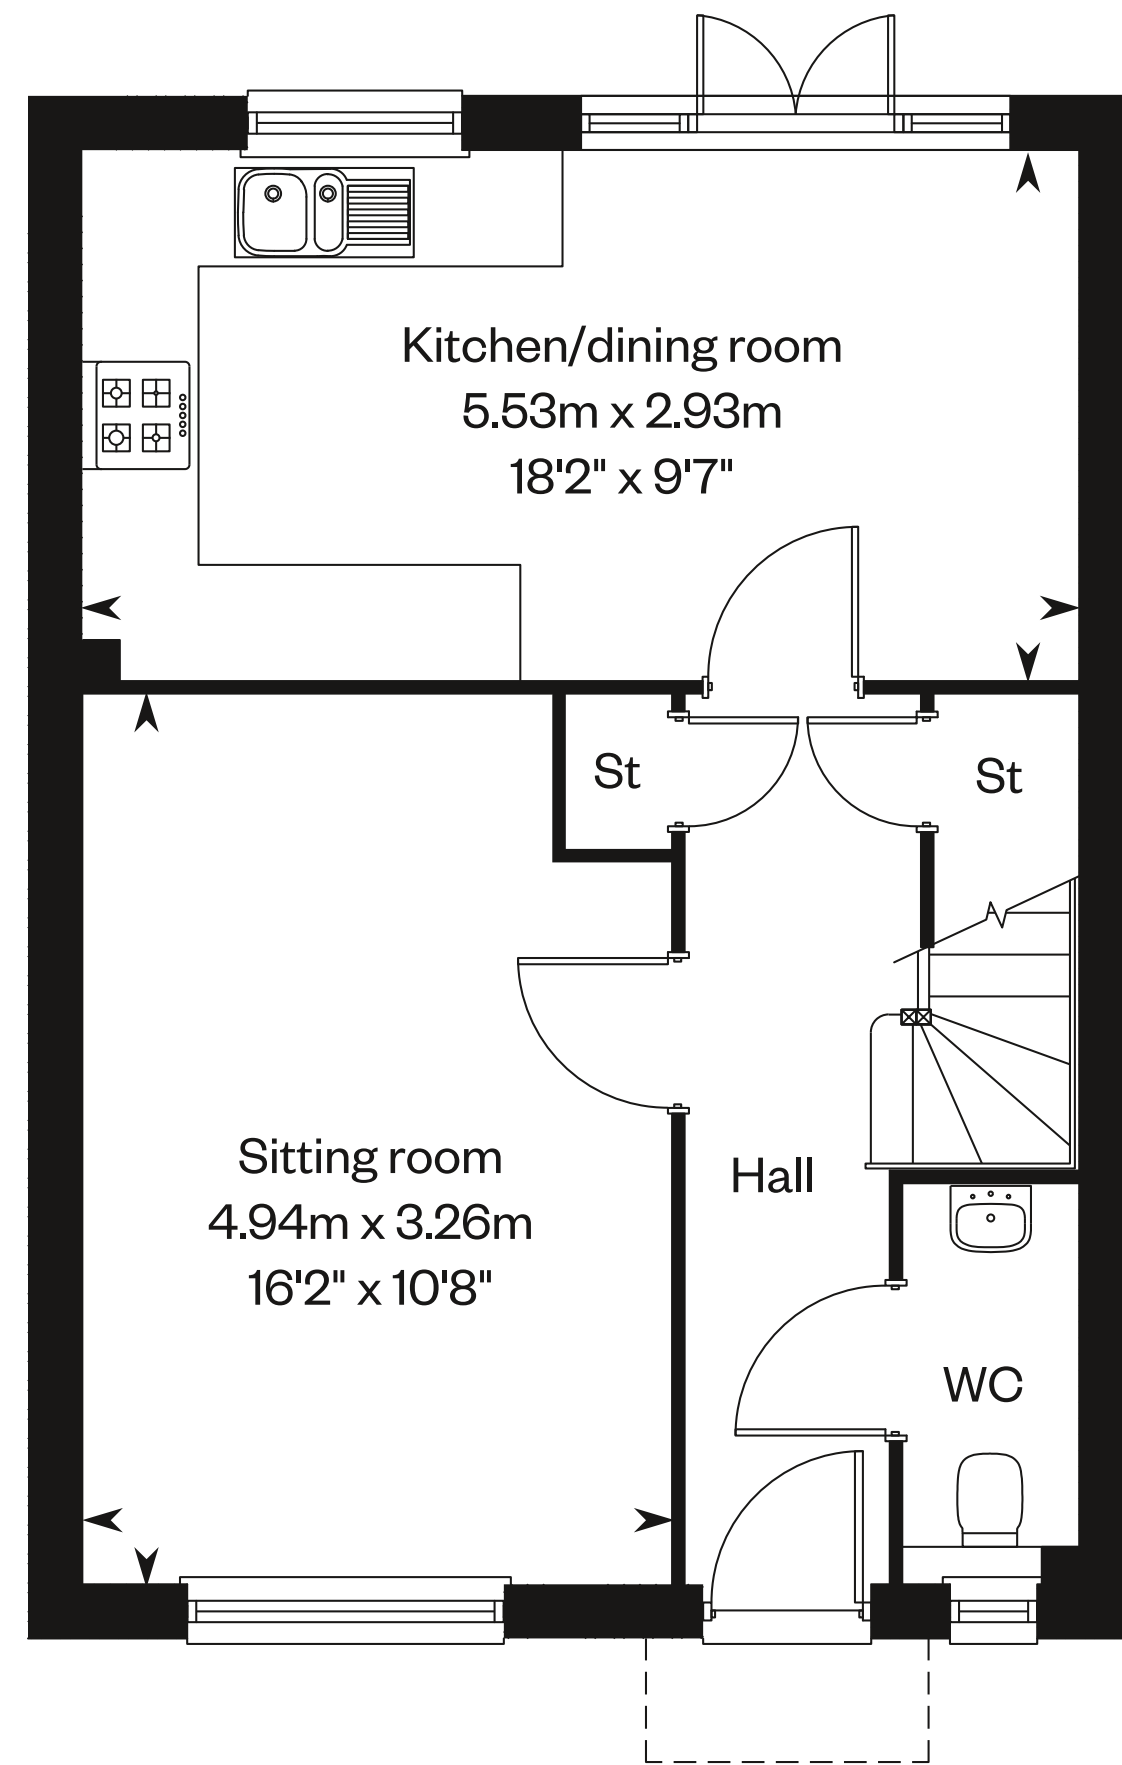 Kitchen/dining room
5.53m x 2.93m
18'2" x 9'7"
St
St
Sitting room
4.94m x 3.26m
16'2" x 10'8"
Hall
WC